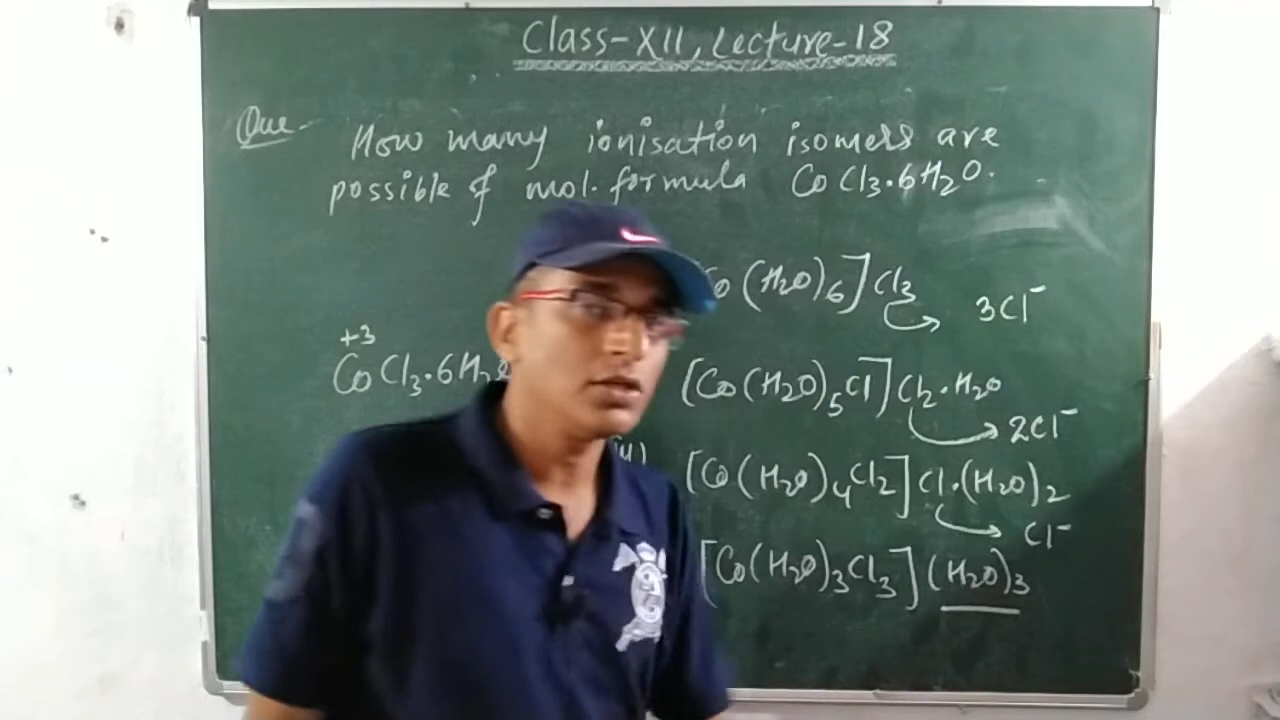 Class-XII, Lecture-18
Que- How many ionisation isomers are
possible of mol. formula CoCl₃.6H₂O.
Co(H₂O)₆]Cl₃
3Cl⁻
+3
CoCl₃.6H₂O
[Co(H₂O)₅Cl]Cl₂.H₂O
2Cl⁻
[Co(H₂O)₄Cl₂]Cl.(H₂O)₂
Cl⁻
[Co(H₂O)₃Cl₃](H₂O)₃